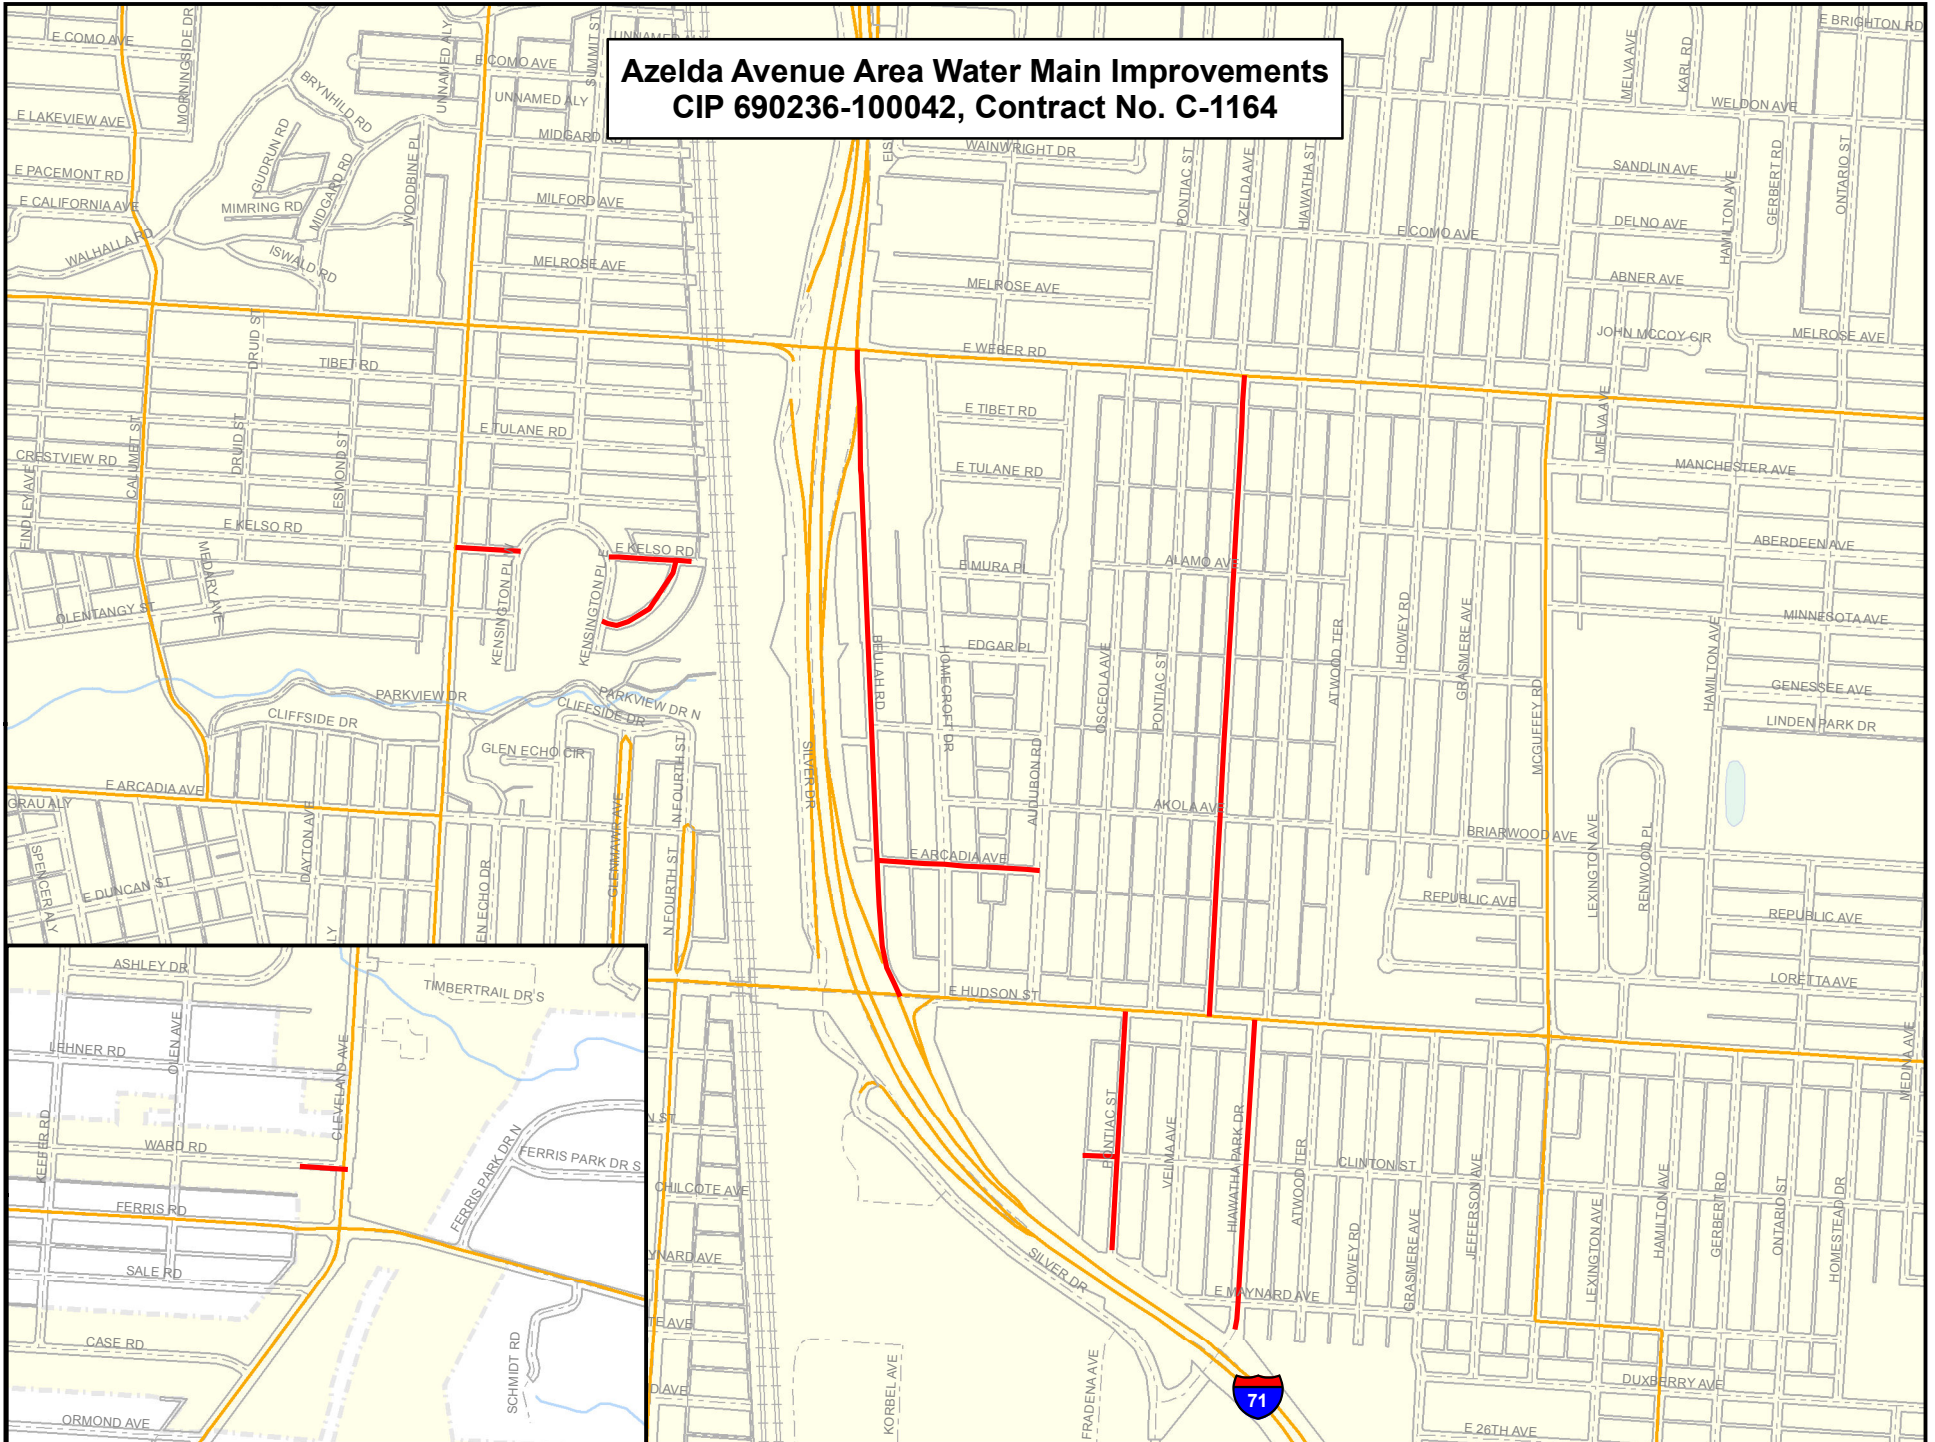 Azelda Avenue Area Water Main Improvements
CIP 690236-100042, Contract No. C-1164
E COMO AVE
MORNINGSIDE DR
UNNAMED ALY
SUMMIT ST
E COMO AVE
UNNAMED ALY
MIDGARD RD
BRYNHILD RD
E LAKEVIEW AVE
GUDRUN RD
MIDGARD RD
WOODBINE PL
E PACEMONT RD
E CALIFORNIA AVE
MIMRING RD
MILFORD AVE
WALHALLA RD
ISWALD RD
MELROSE AVE
WAINWRIGHT DR
PONTIAC ST
AZELDA AVE
HIAWATHA ST
MELVA AVE
KARL RD
E BRIGHTON RD
WELDON AVE
SANDLIN AVE
GERBERT RD
ONTARIO ST
DELNO AVE
HAMILTON AVE
E COMO AVE
ABNER AVE
MELROSE AVE
JOHN MCCOY CIR
MELROSE AVE
E WEBER RD
DRUID ST
TIBET RD
E TULANE RD
CALUMET ST
DRUID ST
ESMOND ST
CRESTVIEW RD
FINDLEY AVE
E KELSO RD
MEDARY AVE
E KELSO RD
KENSINGTON PL W
KENSINGTON PL E
OLENTANGY ST
E TIBET RD
E TULANE RD
MELVA AVE
MANCHESTER AVE
ABERDEEN AVE
ALAMO AVE
E MURA PL
MINNESOTA AVE
EDGAR PL
BEULAH RD
HOMECROFT DR
OSCEOLA AVE
PONTIAC ST
ATWOOD TER
HOWEY RD
GRASMERE AVE
MCGUFFEY RD
HAMILTON AVE
GENESSEE AVE
LINDEN PARK DR
PARKVIEW DR
PARKVIEW DR N
CLIFFSIDE DR
CLIFFSIDE DR
GLEN ECHO CIR
N FOURTH ST
SILVER DR
AUDUBON RD
AKOLA AVE
BRIARWOOD AVE
E ARCADIA AVE
GRAU ALY
SPENCER ALY
DAYTON AVE
E DUNCAN ST
EN ECHO DR
GLENMAWR AVE
N FOURTH ST
E ARCADIA AVE
LEXINGTON AVE
RENWOOD PL
REPUBLIC AVE
REPUBLIC AVE
LORETTA AVE
E HUDSON ST
MEDINA AVE
ALY
ASHLEY DR
TIMBERTRAIL DR S
OLEN AVE
LEHNER RD
CLEVELAND AVE
KEEFER RD
WARD RD
FERRIS PARK DR N
FERRIS PARK DR S
FERRIS RD
SALE RD
CASE RD
SCHMIDT RD
ORMOND AVE
N ST
CHILCOTE AVE
YNARD AVE
TE AVE
D AVE
PONTIAC ST
VELMA AVE
HIAWATHA PARK DR
ATWOOD TER
CLINTON ST
HOWEY RD
GRASMERE AVE
JEFFERSON AVE
LEXINGTON AVE
HAMILTON AVE
GERBERT RD
ONTARIO ST
HOMESTEAD DR
SILVER DR
E MAYNARD AVE
KORBEL AVE
FRADENA AVE
71
DUXBERRY AVE
E 26TH AVE